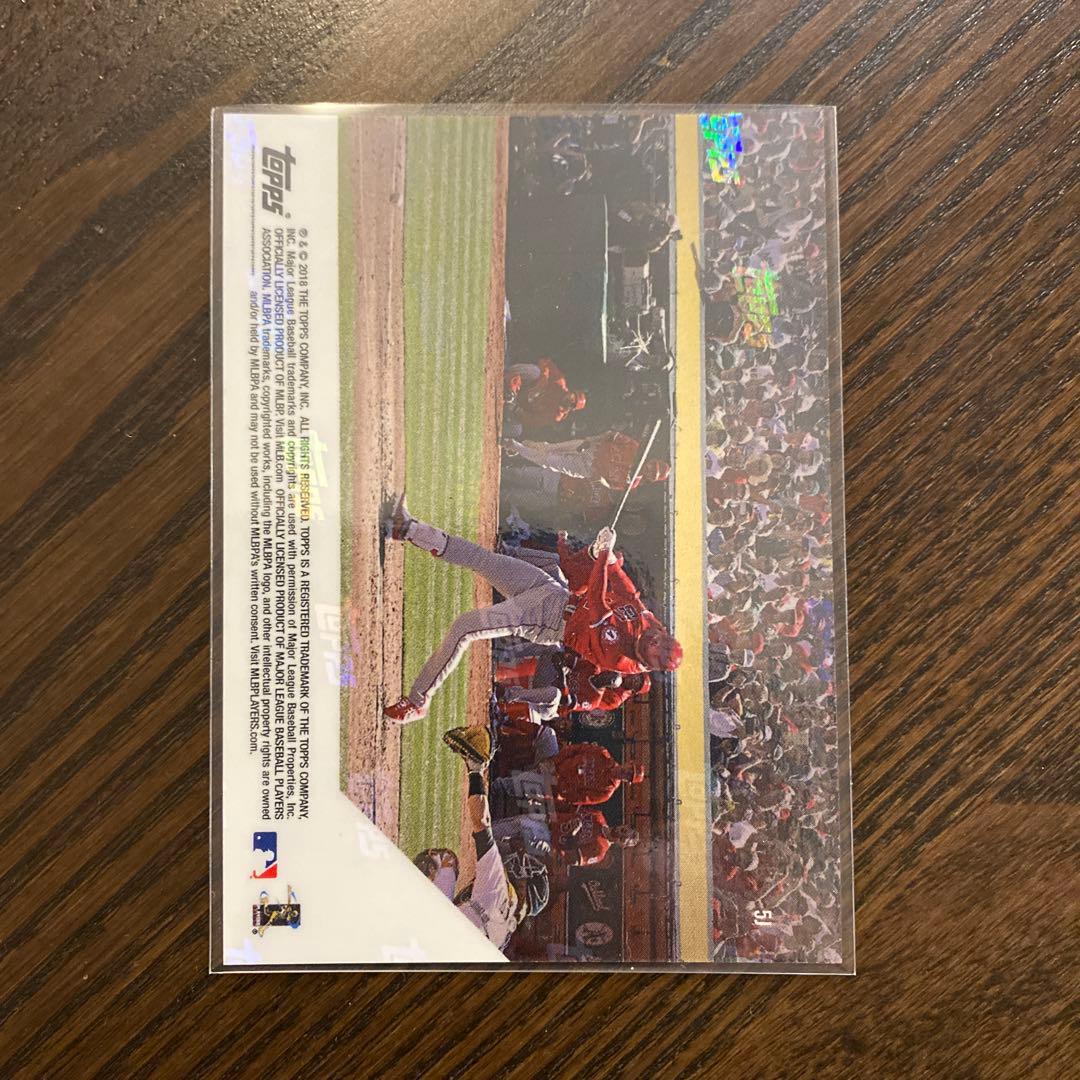 topps®
® & © 2018 THE TOPPS COMPANY, INC. ALL RIGHTS RESERVED. TOPPS IS A REGISTERED TRADEMARK OF THE TOPPS COMPANY,
INC. Major League Baseball trademarks and copyrights are used with permission of Major League Baseball Properties, Inc.
OFFICIALLY LICENSED PRODUCT OF MLBP. Visit MLB.com OFFICIALLY LICENSED PRODUCT OF MAJOR LEAGUE BASEBALL PLAYERS
ASSOCIATION. MLBPA trademarks, copyrighted works, including the MLBPA logo, and other intellectual property rights are owned
and/or held by MLBPA and may not be used without MLBPA's written consent. Visit MLBPLAYERS.com.
5J